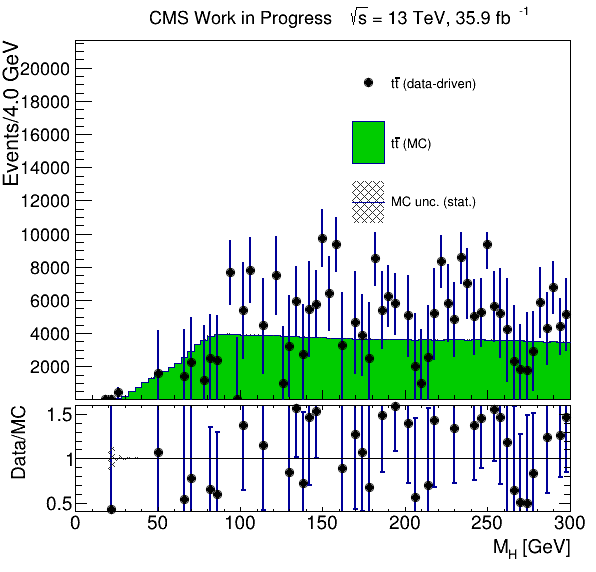 CMS Work in Progress √s = 13 TeV, 35.9 fb⁻¹
Events/4.0 GeV
20000
18000
16000
14000
12000
10000
8000
6000
4000
2000
tt̄ (data-driven)
tt̄ (MC)
MC unc. (stat.)
Data/MC
1.5
1
0.5
0 50 100 150 200 250 300
M_H [GeV]